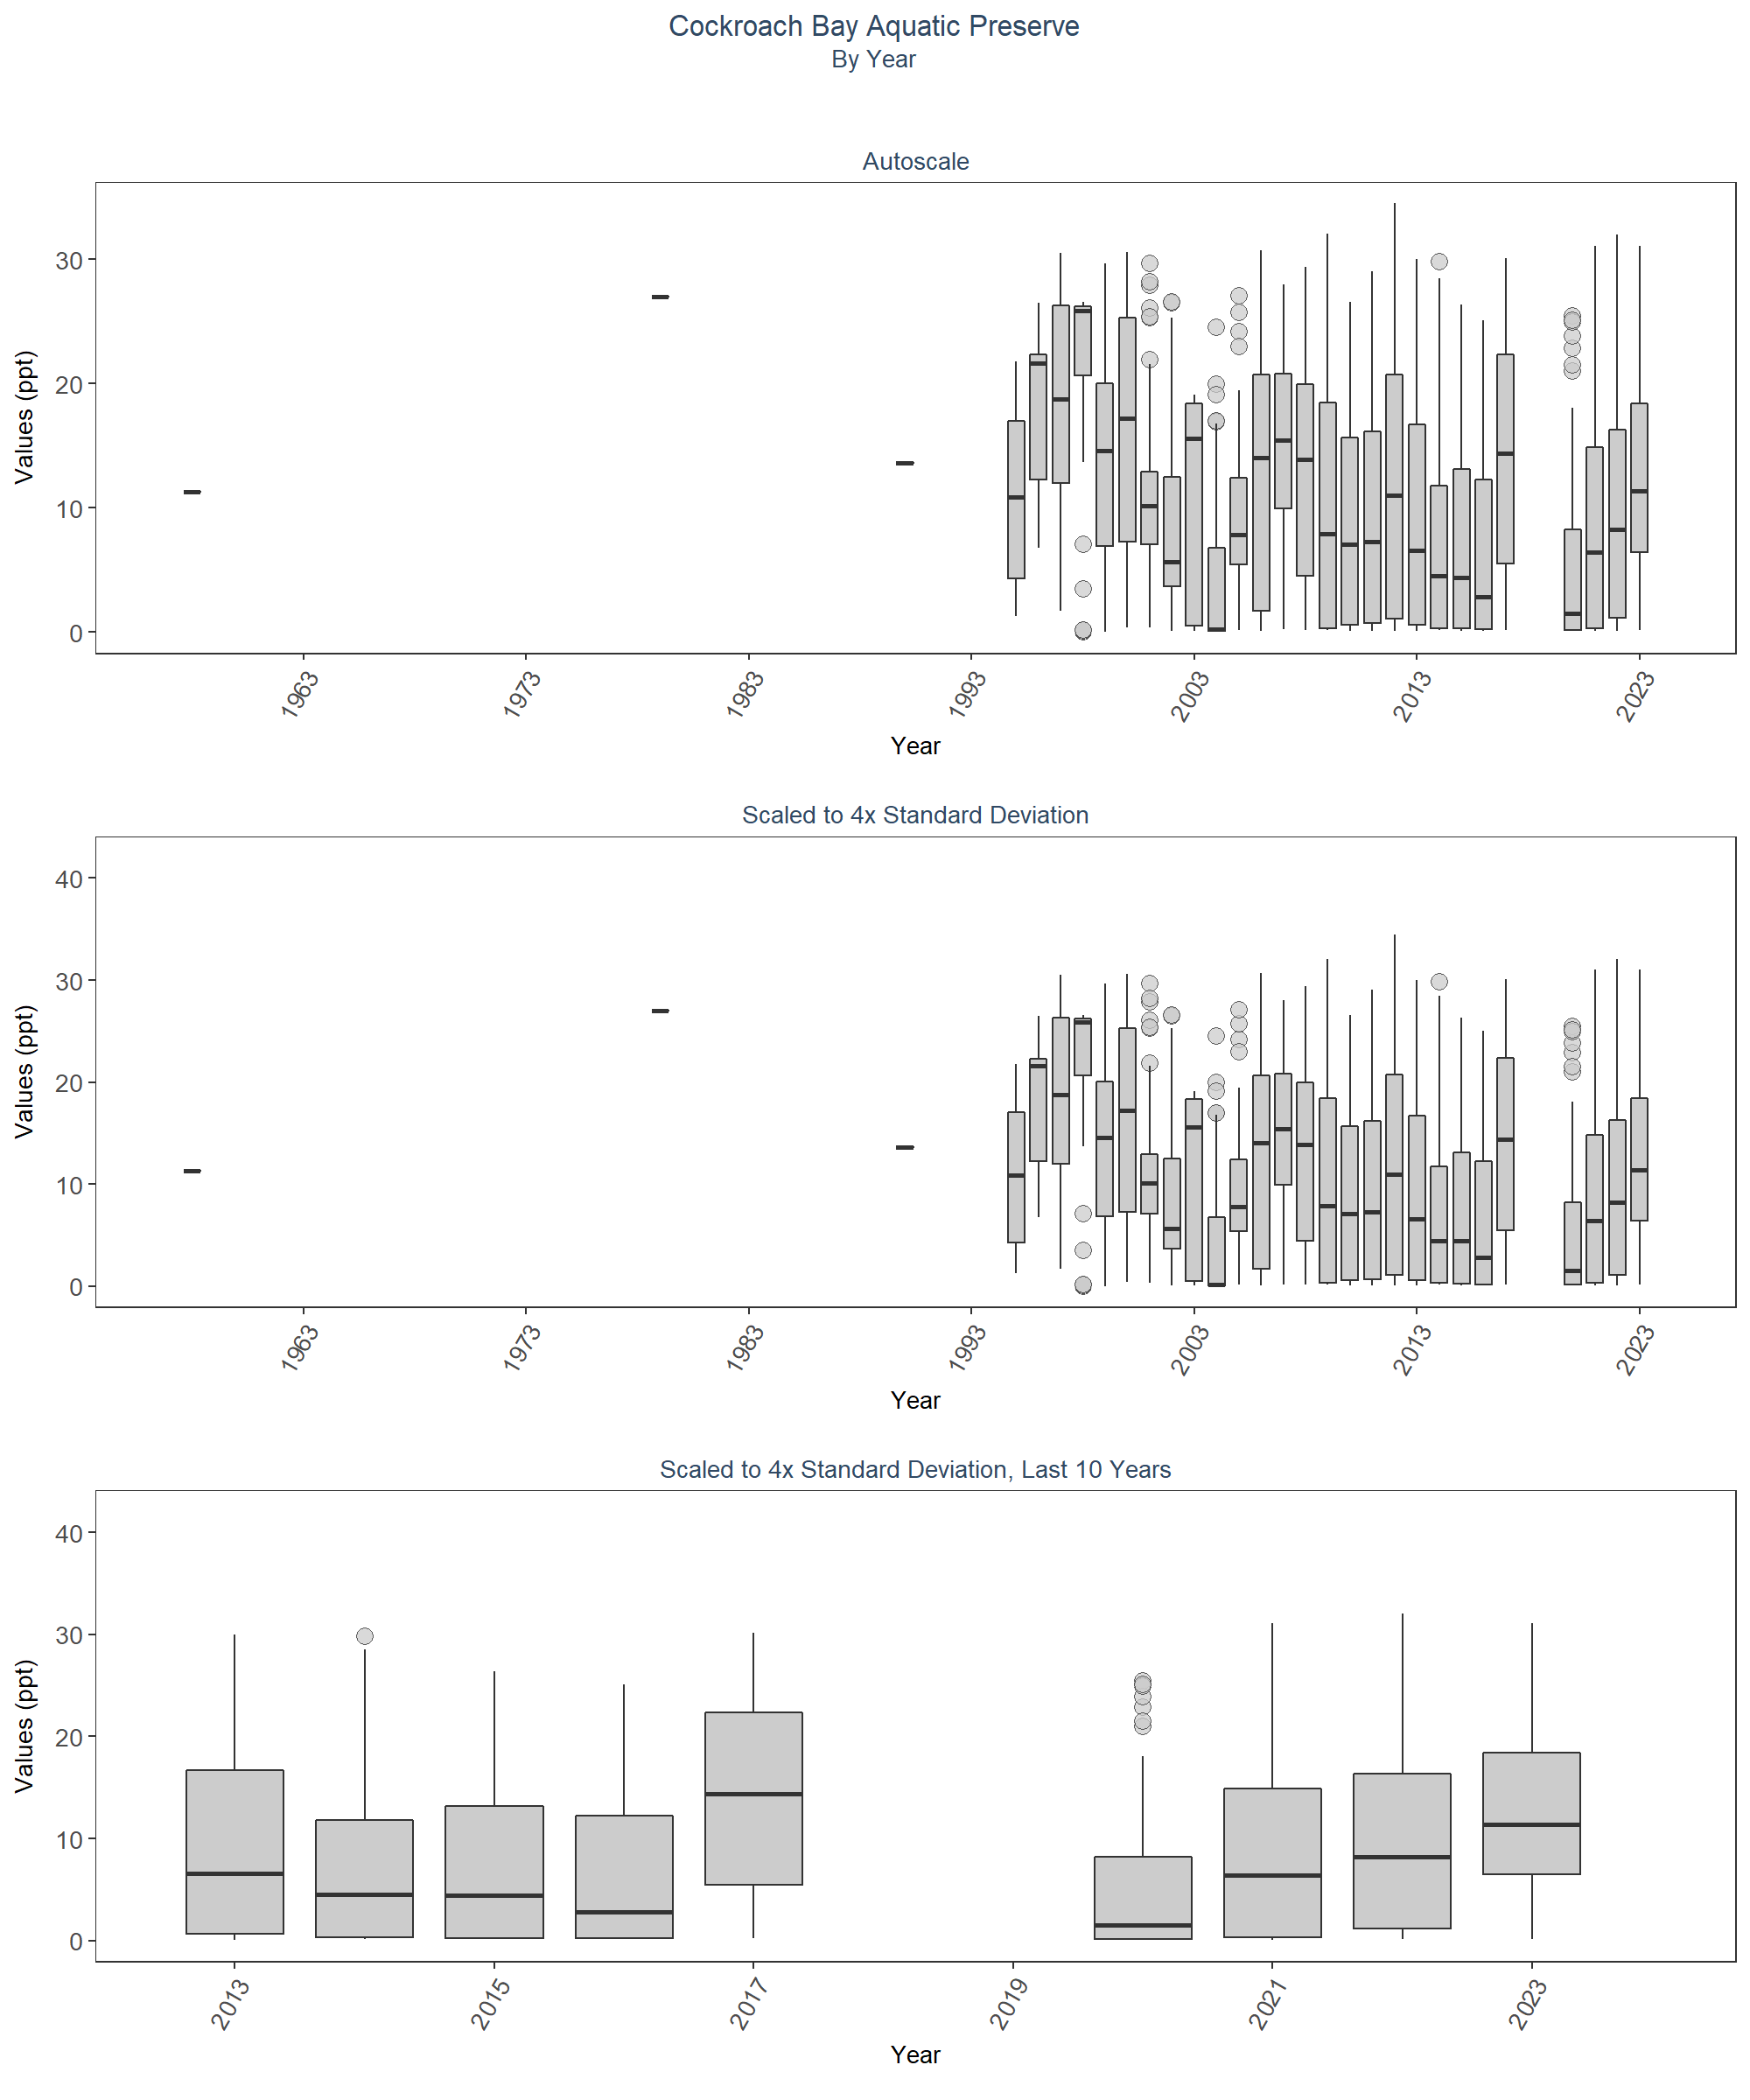 Cockroach Bay Aquatic Preserve
By Year
Autoscale
Values (ppt)
30
20
10
0
1963 1973 1983 1993 2003 2013 2023
Year
Scaled to 4x Standard Deviation
Values (ppt)
40
30
20
10
0
1963 1973 1983 1993 2003 2013 2023
Year
Scaled to 4x Standard Deviation, Last 10 Years
Values (ppt)
40
30
20
10
0
2013 2015 2017 2019 2021 2023
Year